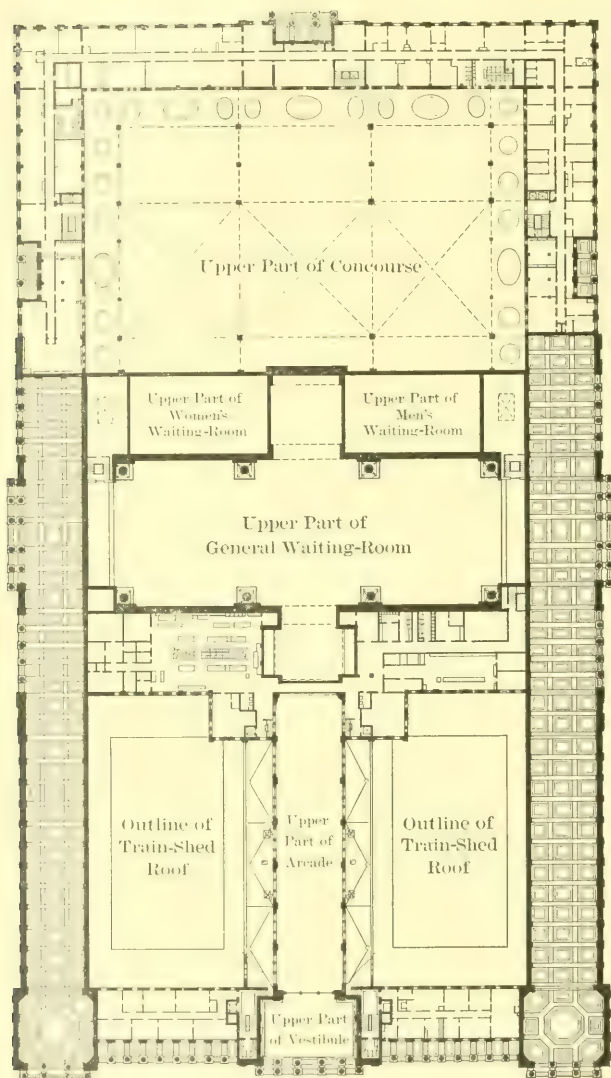 Upper Part of Concourse
Upper Part of
Women's
Waiting-Room
Upper Part of
Men's
Waiting-Room
Upper Part of
General Waiting-Room
Outline of
Train-Shed
Roof
Upper
Part of
Arcade
Outline of
Train-Shed
Roof
Upper Part
of Vestibule